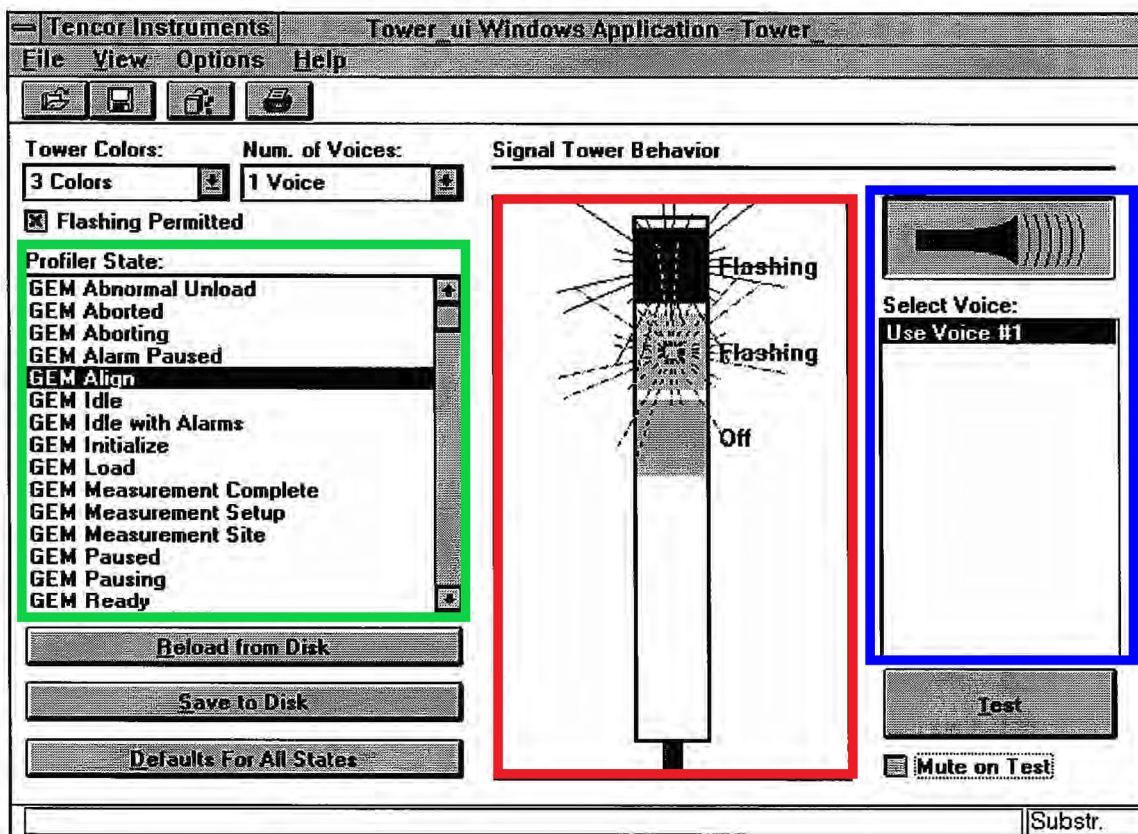 Tencor Instruments Tower_ui Windows Application - Tower_
File View Options Help
Tower Colors: Num. of Voices:
3 Colors 1 Voice
Flashing Permitted
Profiler State:
GEM Abnormal Unload
GEM Aborted
GEM Aborting
GEM Alarm Paused
GEM Align
GEM Idle
GEM Idle with Alarms
GEM Initialize
GEM Load
GEM Measurement Complete
GEM Measurement Setup
GEM Measurement Site
GEM Paused
GEM Pausing
GEM Ready
Reload from Disk
Save to Disk
Defaults For All States
Signal Tower Behavior
Flashing
Flashing
Off
Select Voice:
Use Voice #1
Test
Mute on Test
Substr.